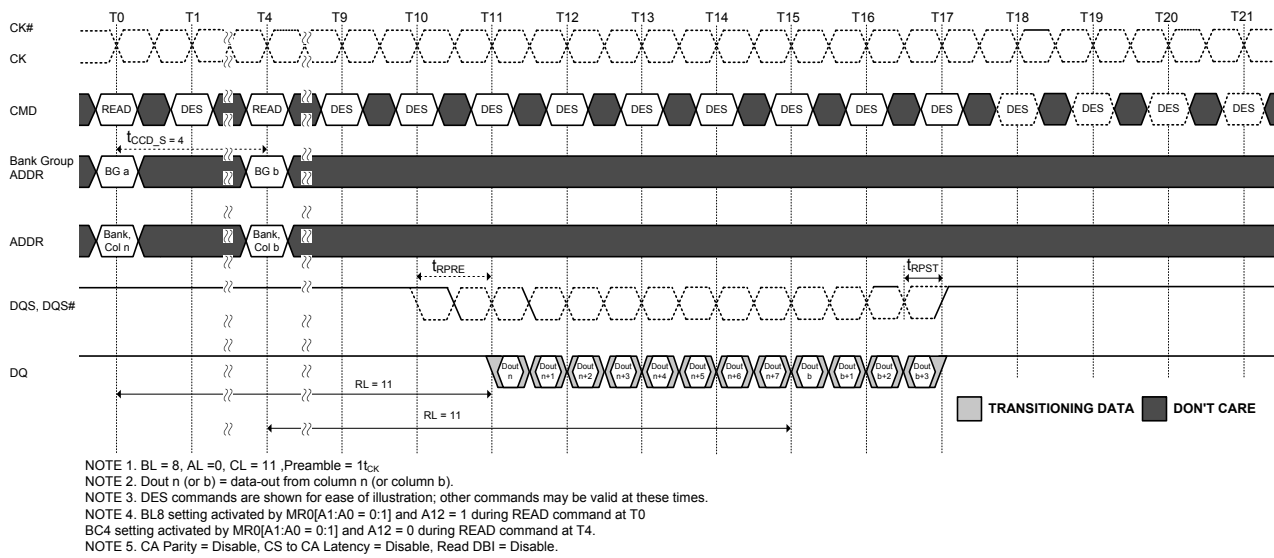 T0 T1 T4 T9 T10 T11 T12 T13 T14 T15 T16 T17 T18 T19 T20 T21
CK#
CK
CMD READ DES READ DES DES DES DES DES DES DES DES DES DES DES DES DES
tCCD_S = 4
Bank Group
ADDR
BG a BG b
ADDR
Bank, Col n
Bank, Col b
tRPRE tRPST
DQS, DQS#
DQ
Dout n
Dout n+1
Dout n+2
Dout n+3
Dout n+4
Dout n+5
Dout n+6
Dout n+7
Dout b
Dout b+1
Dout b+2
Dout b+3
RL = 11
RL = 11
TRANSITIONING DATA DON'T CARE
NOTE 1. BL = 8, AL =0, CL = 11 ,Preamble = 1tCK
NOTE 2. Dout n (or b) = data-out from column n (or column b).
NOTE 3. DES commands are shown for ease of illustration; other commands may be valid at these times.
NOTE 4. BL8 setting activated by MR0[A1:A0 = 0:1] and A12 = 1 during READ command at T0
BC4 setting activated by MR0[A1:A0 = 0:1] and A12 = 0 during READ command at T4.
NOTE 5. CA Parity = Disable, CS to CA Latency = Disable, Read DBI = Disable.